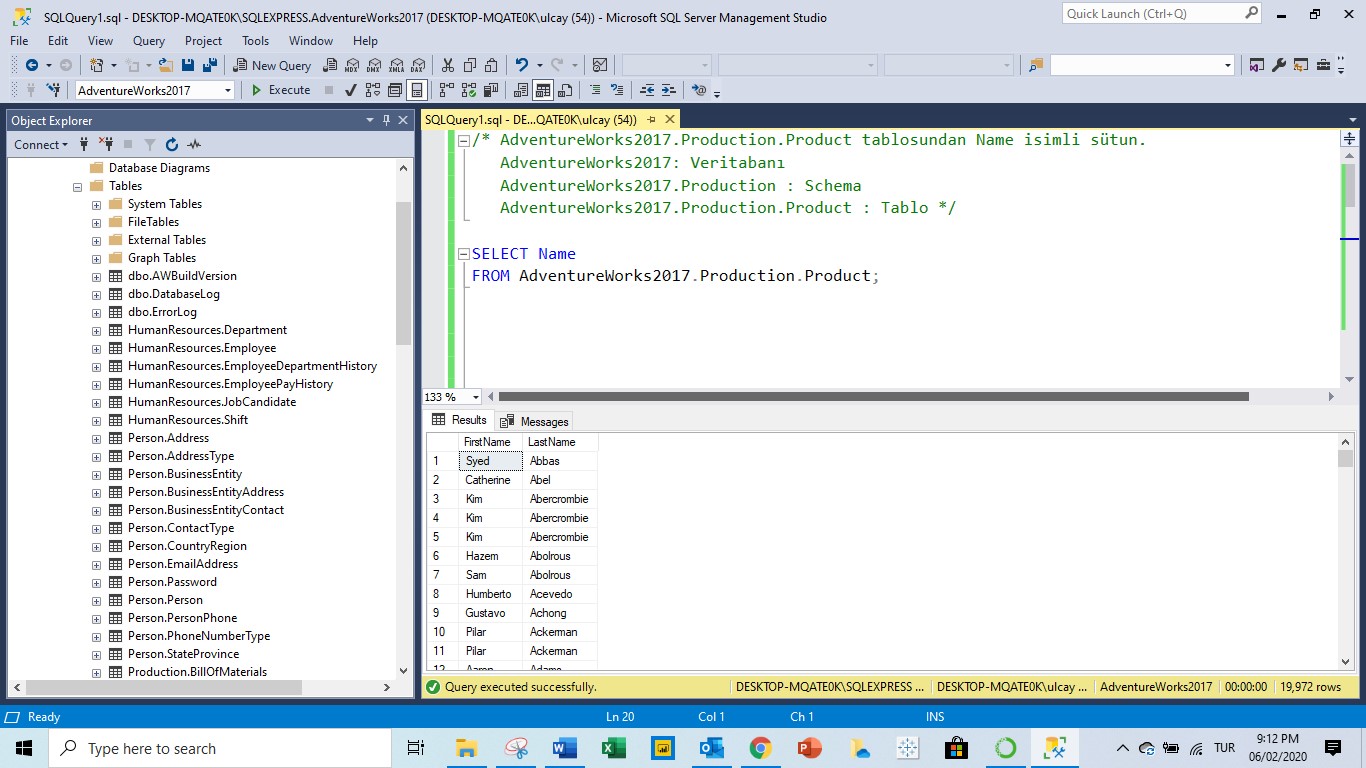 SQLQuery1.sql - DESKTOP-MQATE0K\SQLEXPRESS.AdventureWorks2017 (DESKTOP-MQATE0K\ulcay (54)) - Microsoft SQL Server Management Studio
Quick Launch (Ctrl+Q)
File Edit View Query Project Tools Window Help
New Query MDX DMX XMLA DAX
AdventureWorks2017 Execute
Object Explorer
Connect
Database Diagrams
Tables
System Tables
FileTables
External Tables
Graph Tables
dbo.AWBuildVersion
dbo.DatabaseLog
dbo.ErrorLog
HumanResources.Department
HumanResources.Employee
HumanResources.EmployeeDepartmentHistory
HumanResources.EmployeePayHistory
HumanResources.JobCandidate
HumanResources.Shift
Person.Address
Person.AddressType
Person.BusinessEntity
Person.BusinessEntityAddress
Person.BusinessEntityContact
Person.ContactType
Person.CountryRegion
Person.EmailAddress
Person.Password
Person.Person
Person.PersonPhone
Person.PhoneNumberType
Person.StateProvince
Production.BillOfMaterials
SQLQuery1.sql - DE...QATE0K\ulcay (54))
/* AdventureWorks2017.Production.Product tablosundan Name isimli sütun.
AdventureWorks2017: Veritabanı
AdventureWorks2017.Production : Schema
AdventureWorks2017.Production.Product : Tablo */
SELECT Name
FROM AdventureWorks2017.Production.Product;
133 %
Results Messages
FirstName LastName
1 Syed Abbas
2 Catherine Abel
3 Kim Abercrombie
4 Kim Abercrombie
5 Kim Abercrombie
6 Hazem Abolrous
7 Sam Abolrous
8 Humberto Acevedo
9 Gustavo Achong
10 Pilar Ackerman
11 Pilar Ackerman
12 Aaron Adams
Query executed successfully. DESKTOP-MQATE0K\SQLEXPRESS ... DESKTOP-MQATE0K\ulcay ... AdventureWorks2017 00:00:00 19,972 rows
Ready Ln 20 Col 1 Ch 1 INS
Type here to search
TUR
9:12 PM
06/02/2020